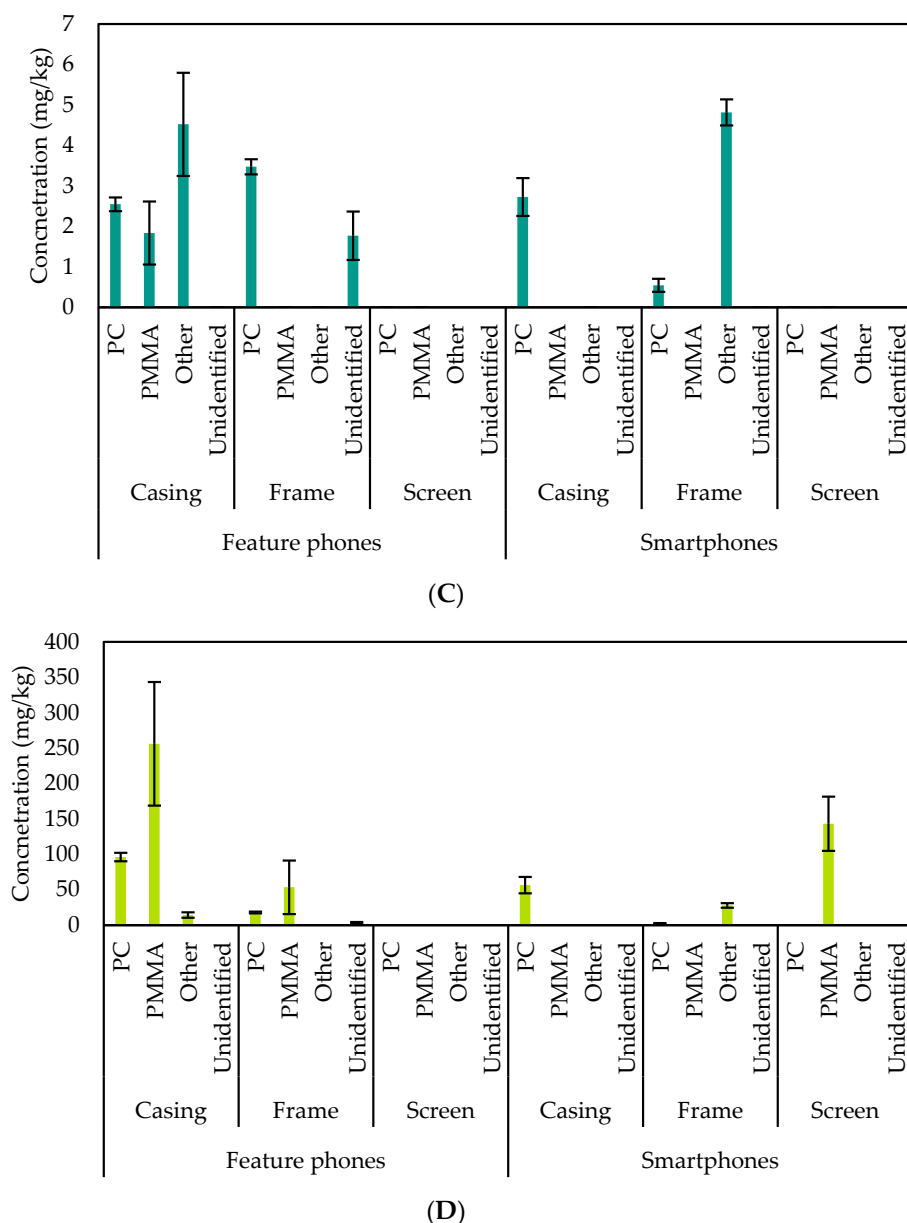 7
6
5
4
3
2
1
0
Concnetration (mg/kg)
PC PMMA Other Unidentified PC PMMA Other Unidentified PC PMMA Other Unidentified PC PMMA Other Unidentified PC PMMA Other Unidentified PC PMMA Other Unidentified
Casing Frame Screen Casing Frame Screen
Feature phones Smartphones
(C)
400
350
300
250
200
150
100
50
0
Concnetration (mg/kg)
PC PMMA Other Unidentified PC PMMA Other Unidentified PC PMMA Other Unidentified PC PMMA Other Unidentified PC PMMA Other Unidentified PC PMMA Other Unidentified
Casing Frame Screen Casing Frame Screen
Feature phones Smartphones
(D)